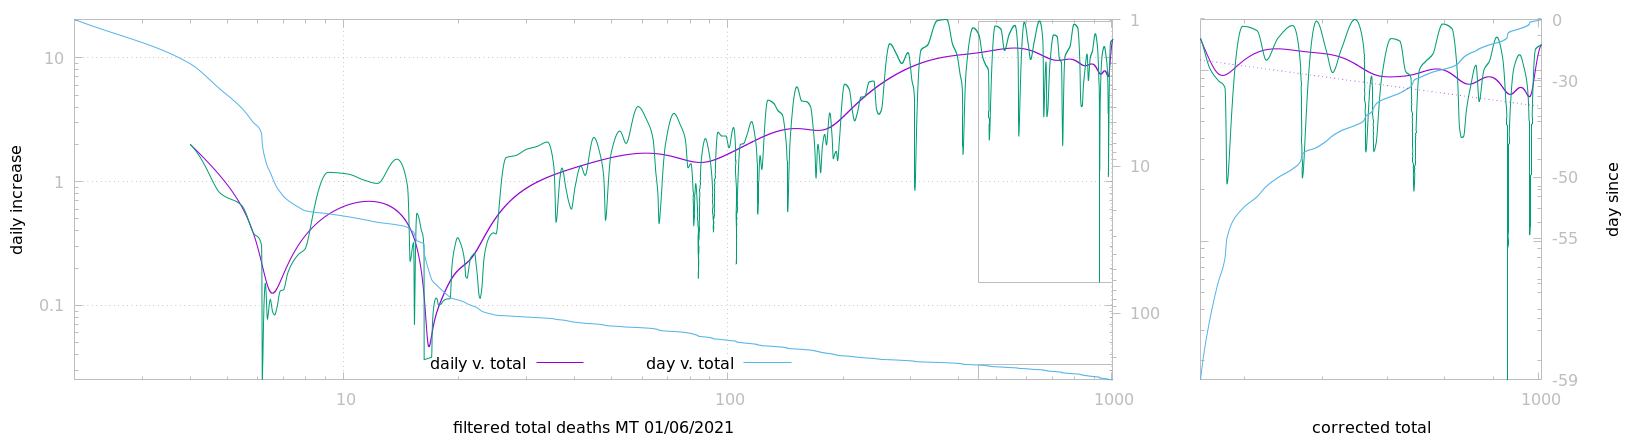 10
1
0.1
daily increase
daily v. total
day v. total
10
100
1000
filtered total deaths MT 01/06/2021
1
10
100
0
-30
-50
-55
-59
day since
1000
corrected total